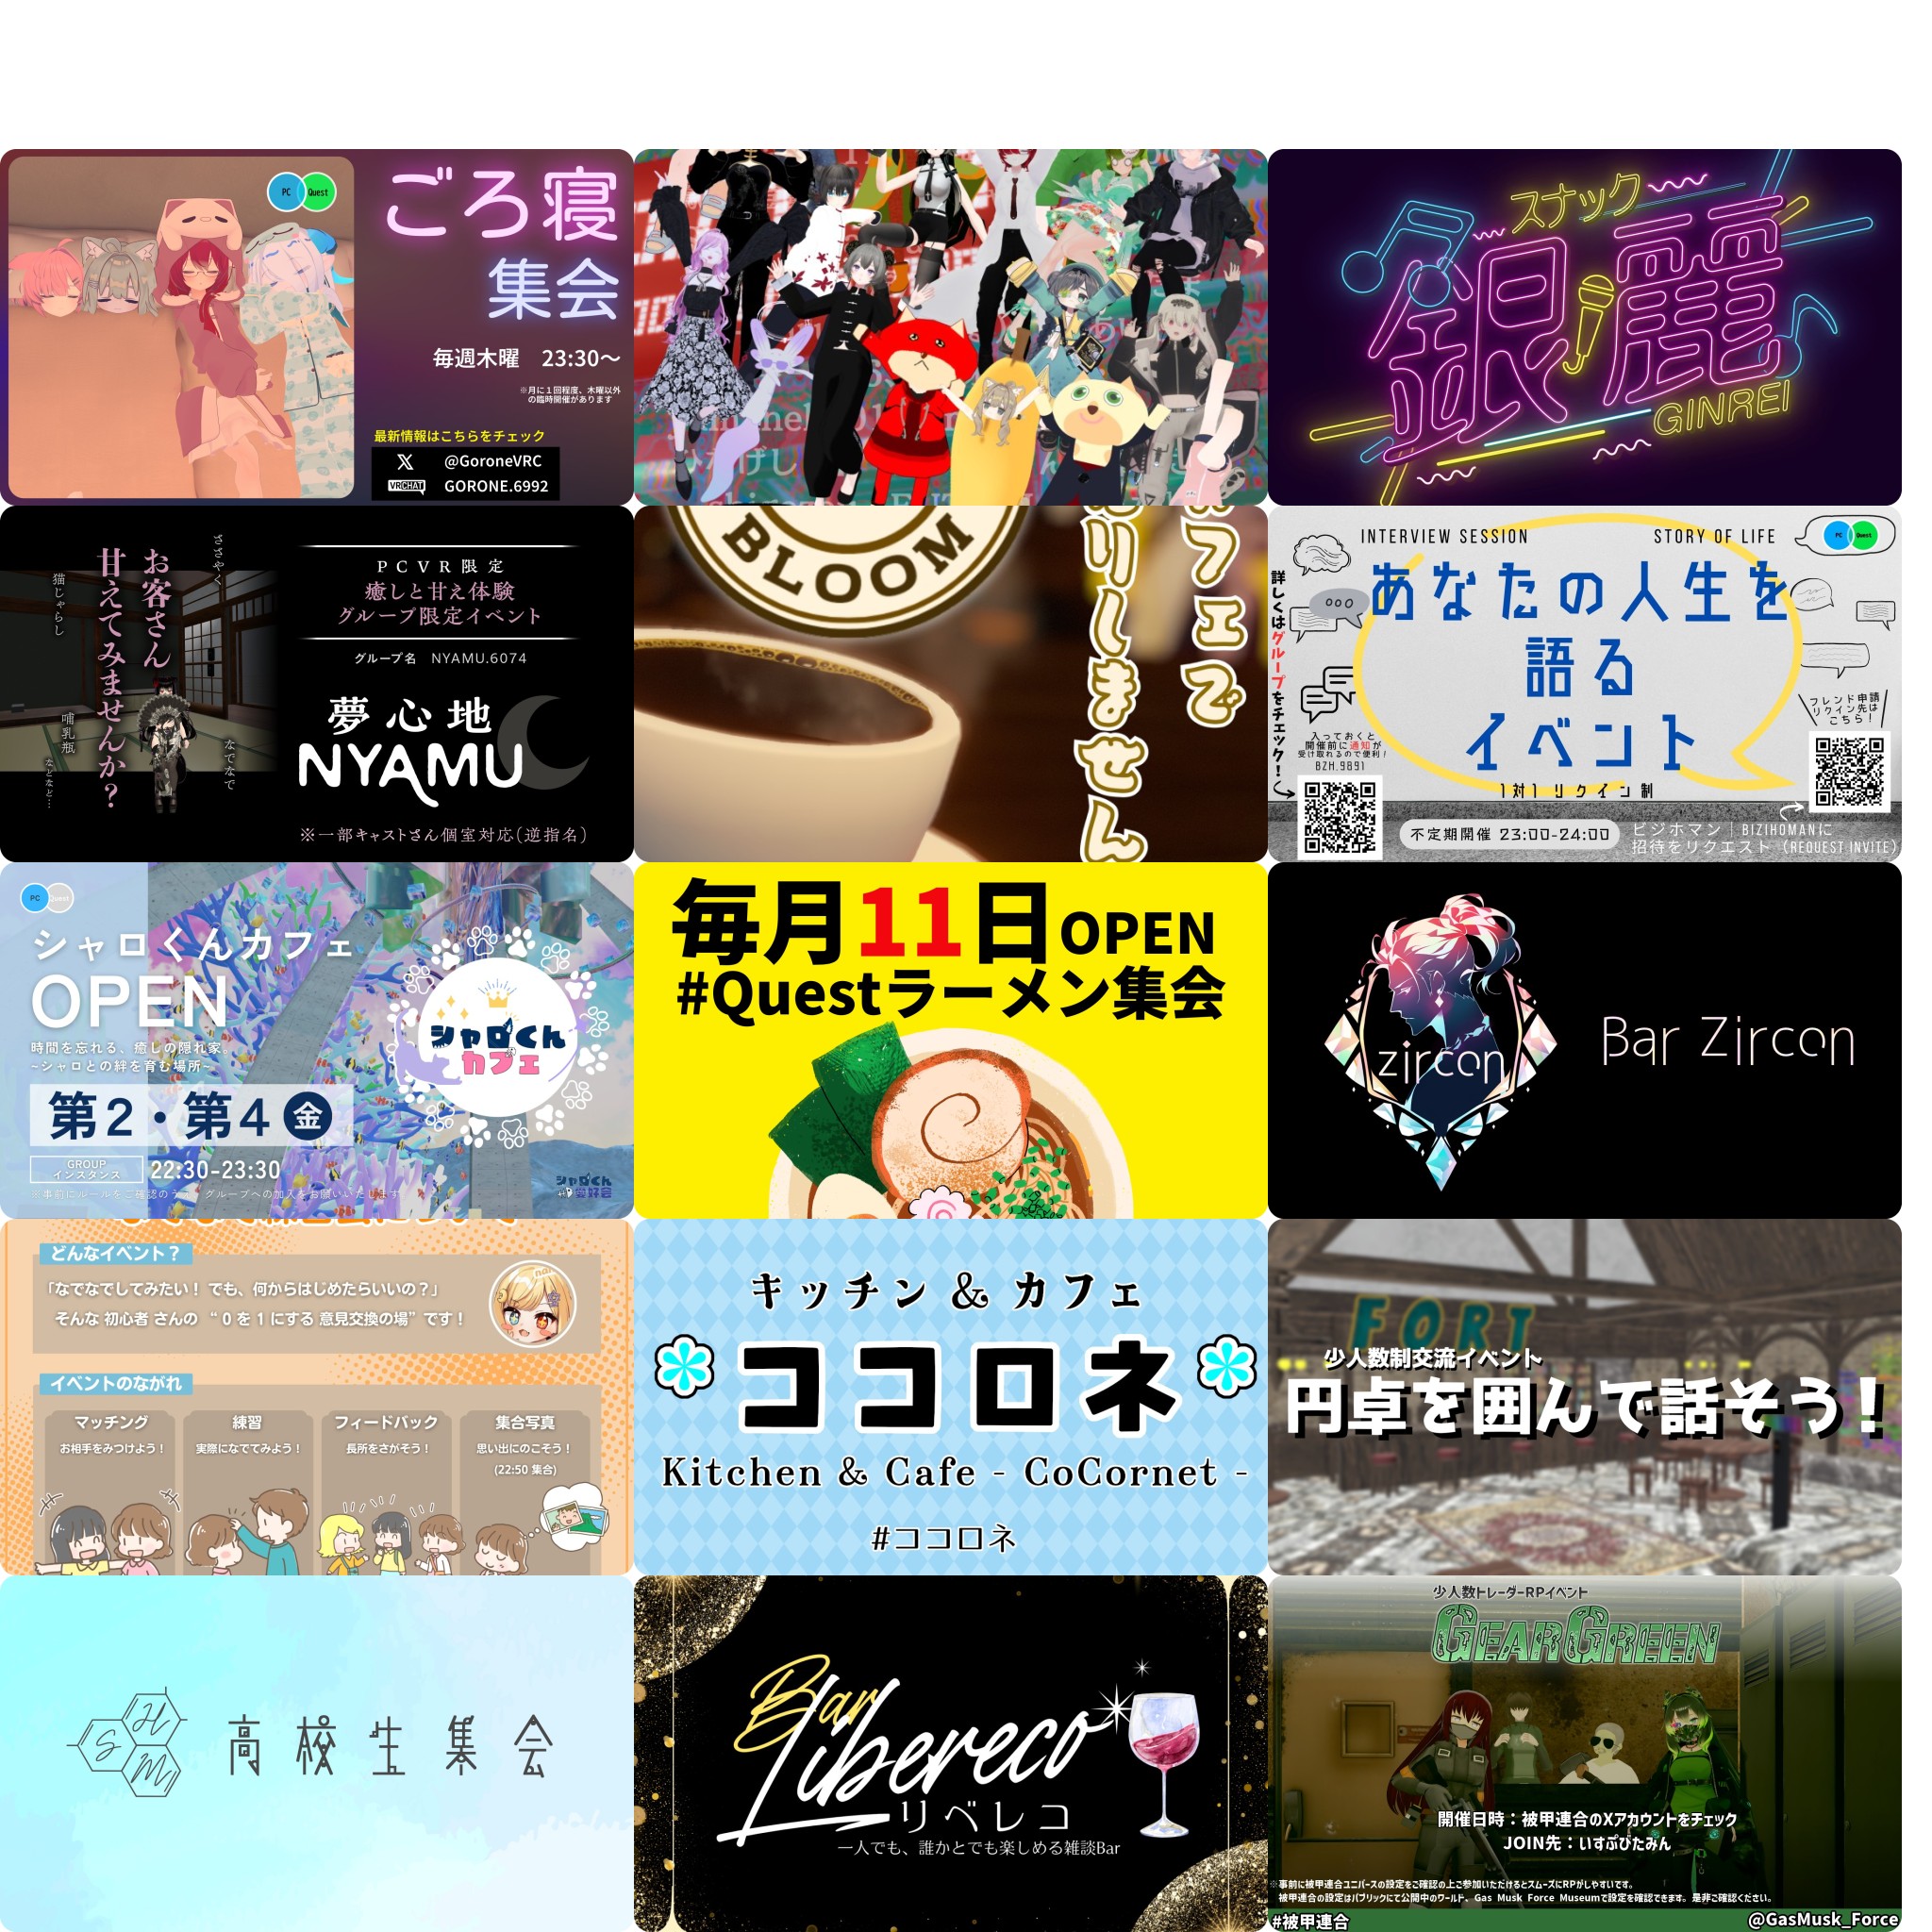 PC Quest
ごろ寝
集会
毎週木曜 23:30～
※月に1回程度、木曜以外
の臨時開催があります
最新情報はこちらをチェック
@GoroneVRC
VRCHAT GORONE.6992
スナック
銀麗
GINREI
ささやく
お客さん
甘えてみませんか？
猫じゃらし
哺乳瓶
などなど…
なでなで
PCVR限定
癒しと甘え体験
グループ限定イベント
グループ名 NYAMU.6074
夢心地
NYAMU
※一部キャストさん個室対応(逆指名)
BLOOM
フェで
りしません
INTERVIEW SESSION STORY OF LIFE
PC Quest
あなたの人生を
語る
イベント
1対1 リクイン制
詳しくはグループをチェック！
入っておくと
開催前に通知が
受け取れるので便利！
BZH.9891
フレンド申請
リクイン先は
こちら！
不定期開催 23:00-24:00
ビジホマン｜BIZIHOMANに
招待をリクエスト（REQUEST INVITE）
PC Quest
シャロくんカフェ
OPEN
時間を忘れる、癒しの隠れ家。
~シャロとの絆を育む場所~
第2・第4 金
GROUP
インスタンス
22:30-23:30
※事前にルールをご確認のうえ、グループへの加入をお願いいたします
シャロくん
カフェ
シャロくん
愛好会
毎月11日OPEN
#Questラーメン集会
zircon
Bar Zircon
どんなイベント？
「なでなでしてみたい！ でも、何からはじめたらいいの？」
そんな 初心者 さんの “0 を 1 にする 意見交換の場” です！
イベントのながれ
マッチング
お相手をみつけよう！
練習
実際になでてみよう！
フィードバック
長所をさがそう！
集合写真
思い出にのこそう！
(22:50 集合)
キッチン & カフェ
ココロネ
Kitchen & Cafe - CoCornet -
#ココロネ
FORT
少人数制交流イベント
円卓を囲んで話そう！
HSM
高校生集会
Bar
Libereco
リベレコ
一人でも、誰かとでも楽しめる雑談Bar
少人数トレーダーRPイベント
GEARGREEN
開催日時：被甲連合のXアカウントをチェック
JOIN先：いすぷぴたみん
※事前に被甲連合ユニバースの設定をご確認の上ご参加いただけるとスムーズにRPがしやすいです。
被甲連合の設定はパブリックにて公開中のワールド、Gas Musk Force Museumで設定を確認できます。是非ご確認ください。
#被甲連合
@GasMusk_Force